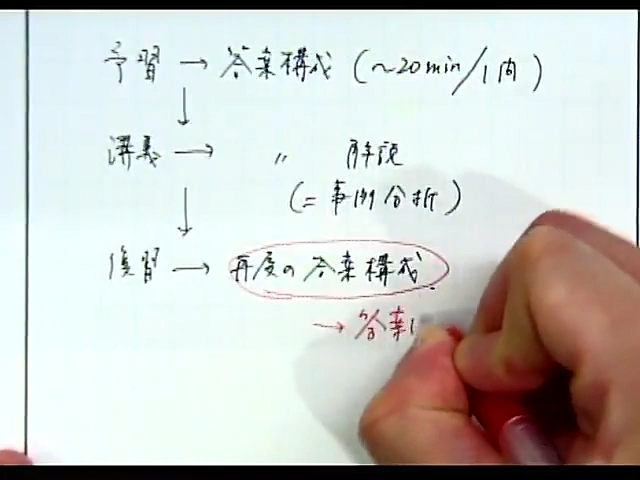 予習 → 答案構成 (~20min/1問)
↓
講義 → 〃 解説
↓ (= 事例分析)
復習 → 再度の答案構成
→ 答案